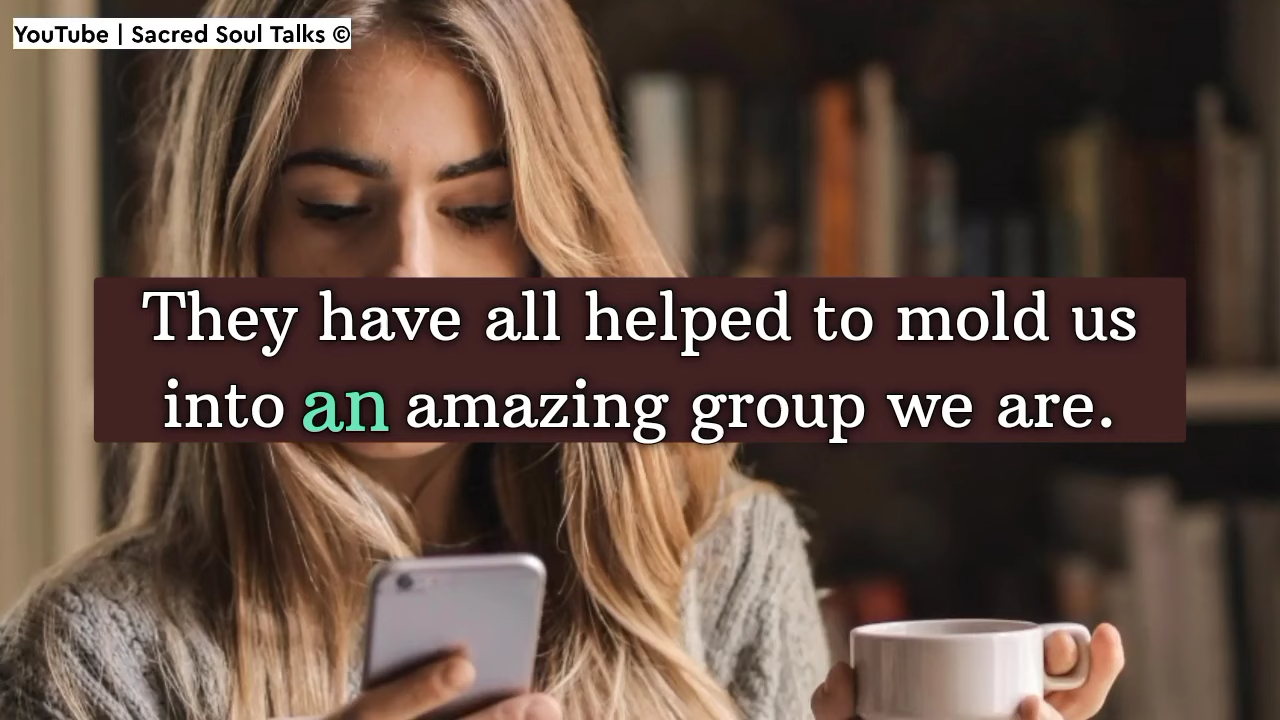 YouTube | Sacred Soul Talks ©
They have all helped to mold us
into an amazing group we are.